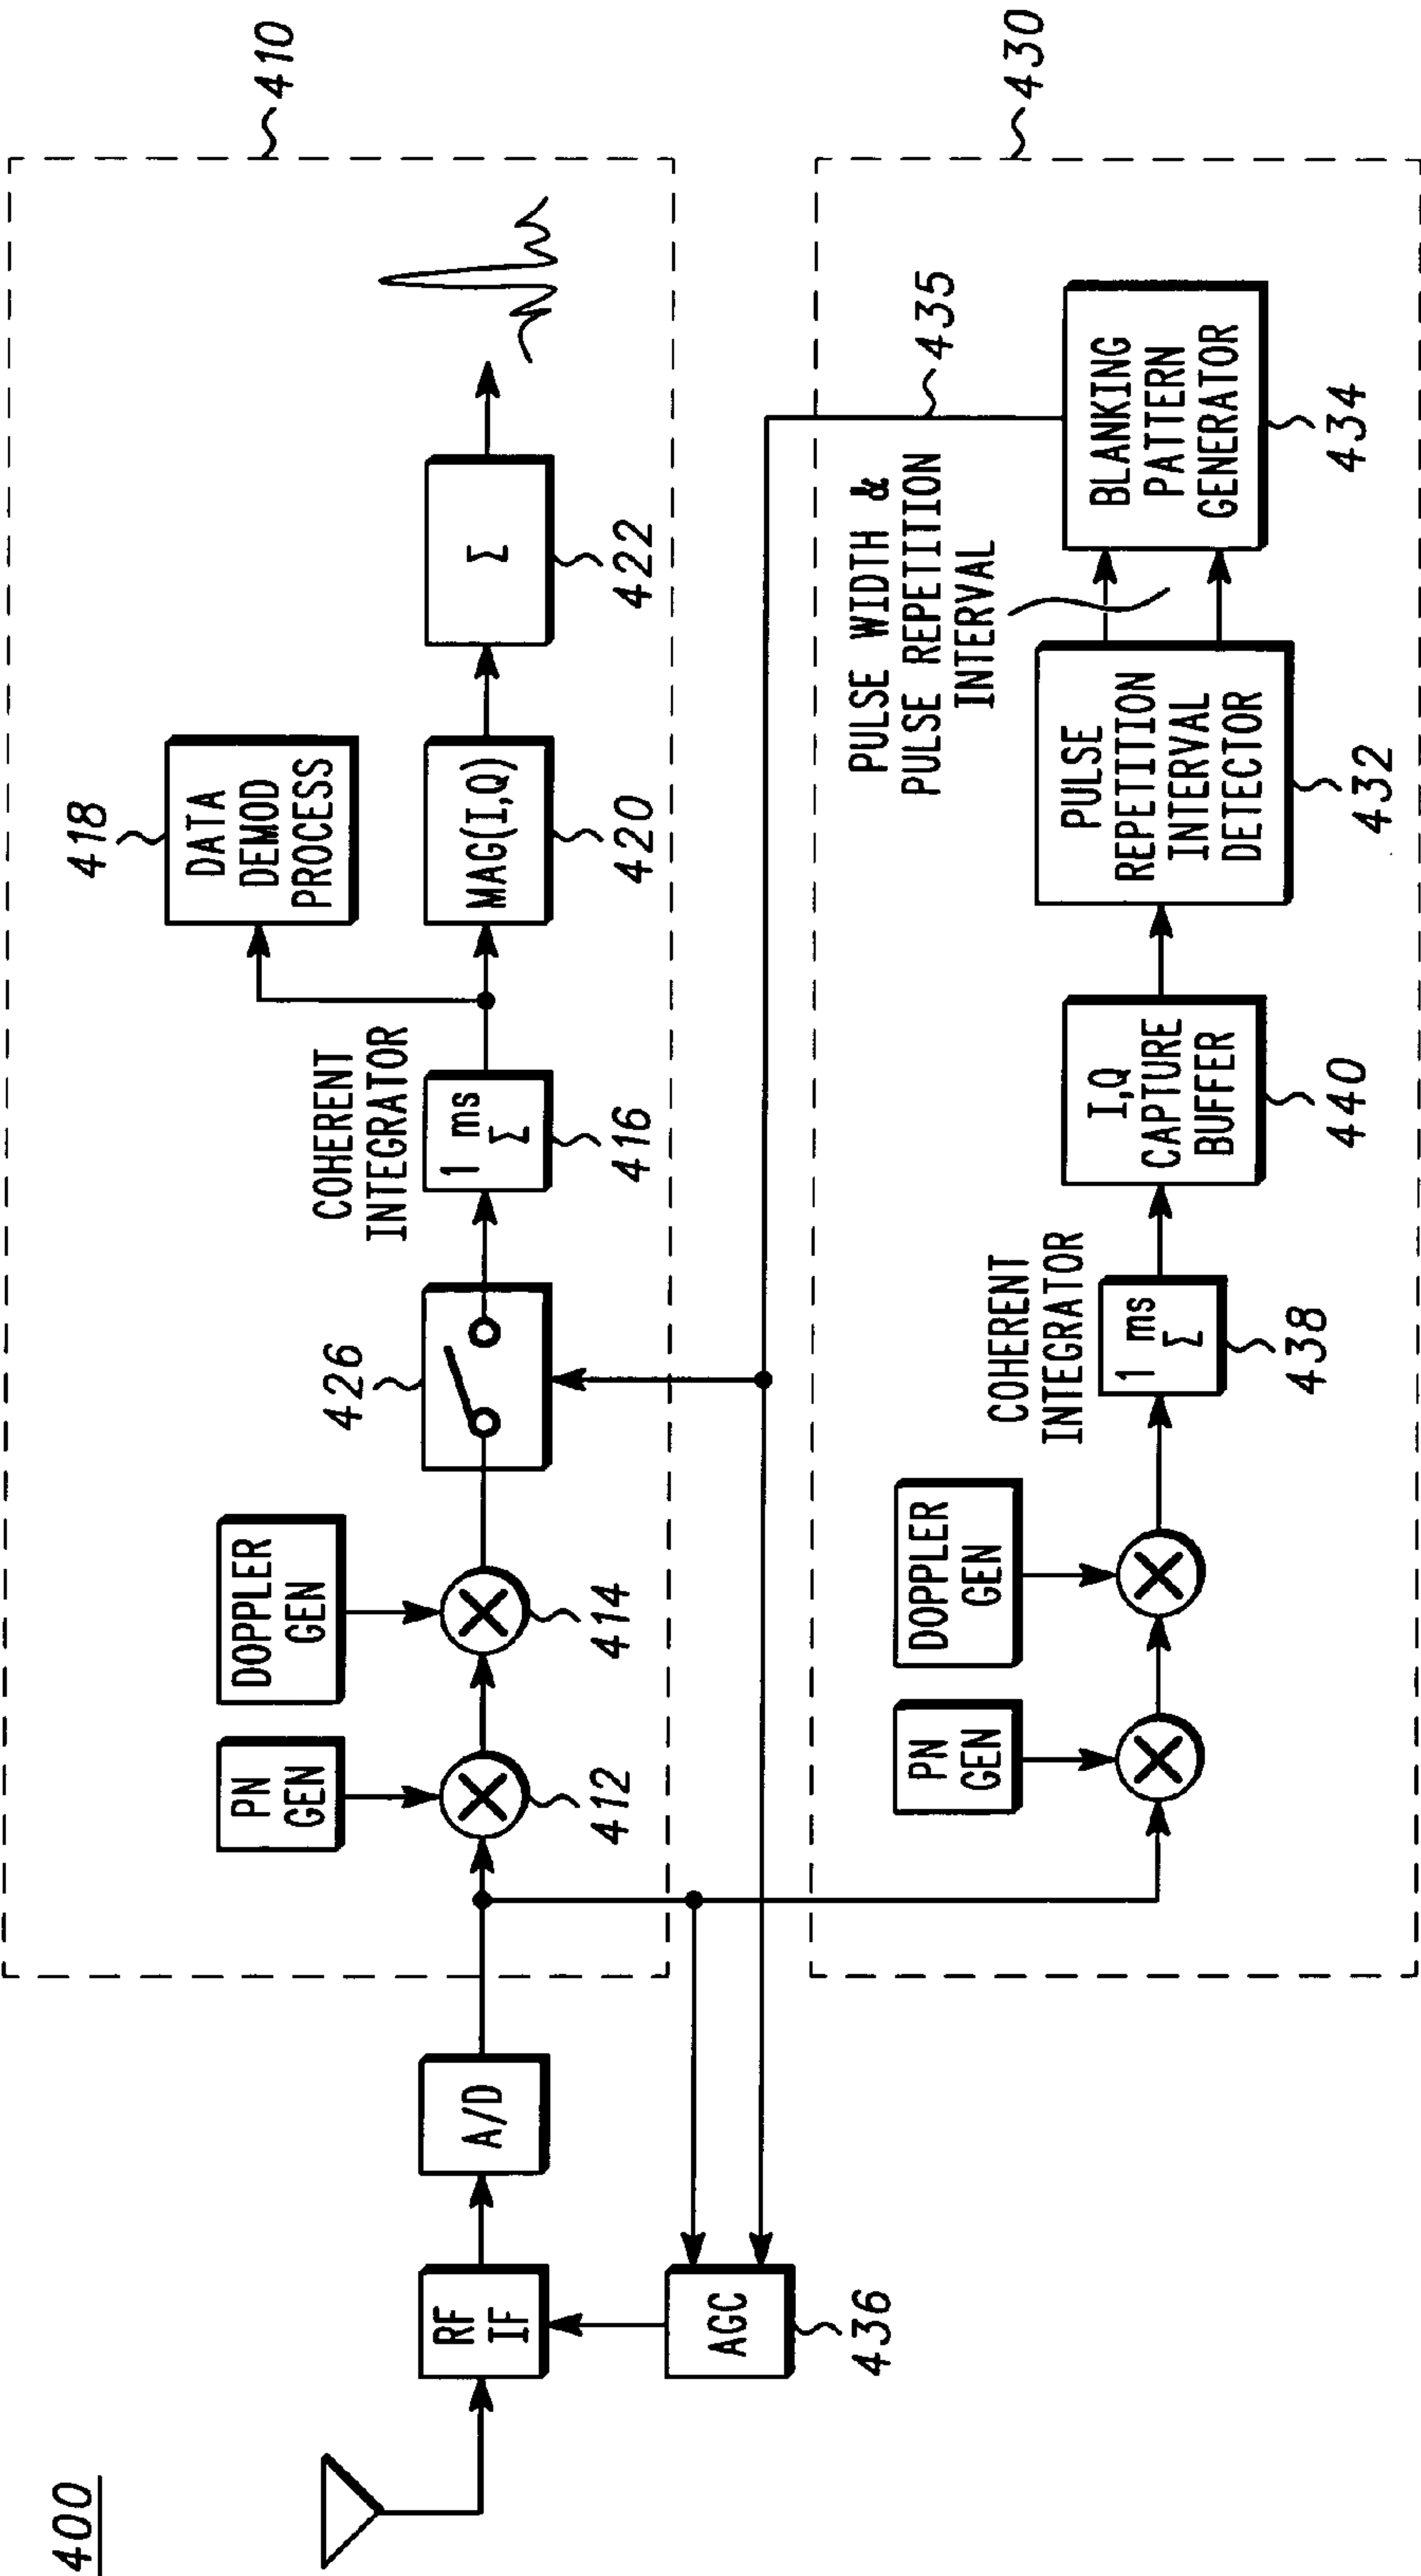 400
410
418
DATA
DEMOD
PROCESS
PN
GEN
DOPPLER
GEN
426
COHERENT
INTEGRATOR
RF
IF
A/D
412
414
1 ms
Σ
416
MAG(I,Q)
420
Σ
422
AGC
436
435
430
PULSE WIDTH &
PULSE REPETITION
INTERVAL
PN
GEN
DOPPLER
GEN
COHERENT
INTEGRATOR
1 ms
Σ
438
I,Q
CAPTURE
BUFFER
440
PULSE
REPETITION
INTERVAL
DETECTOR
432
BLANKING
PATTERN
GENERATOR
434